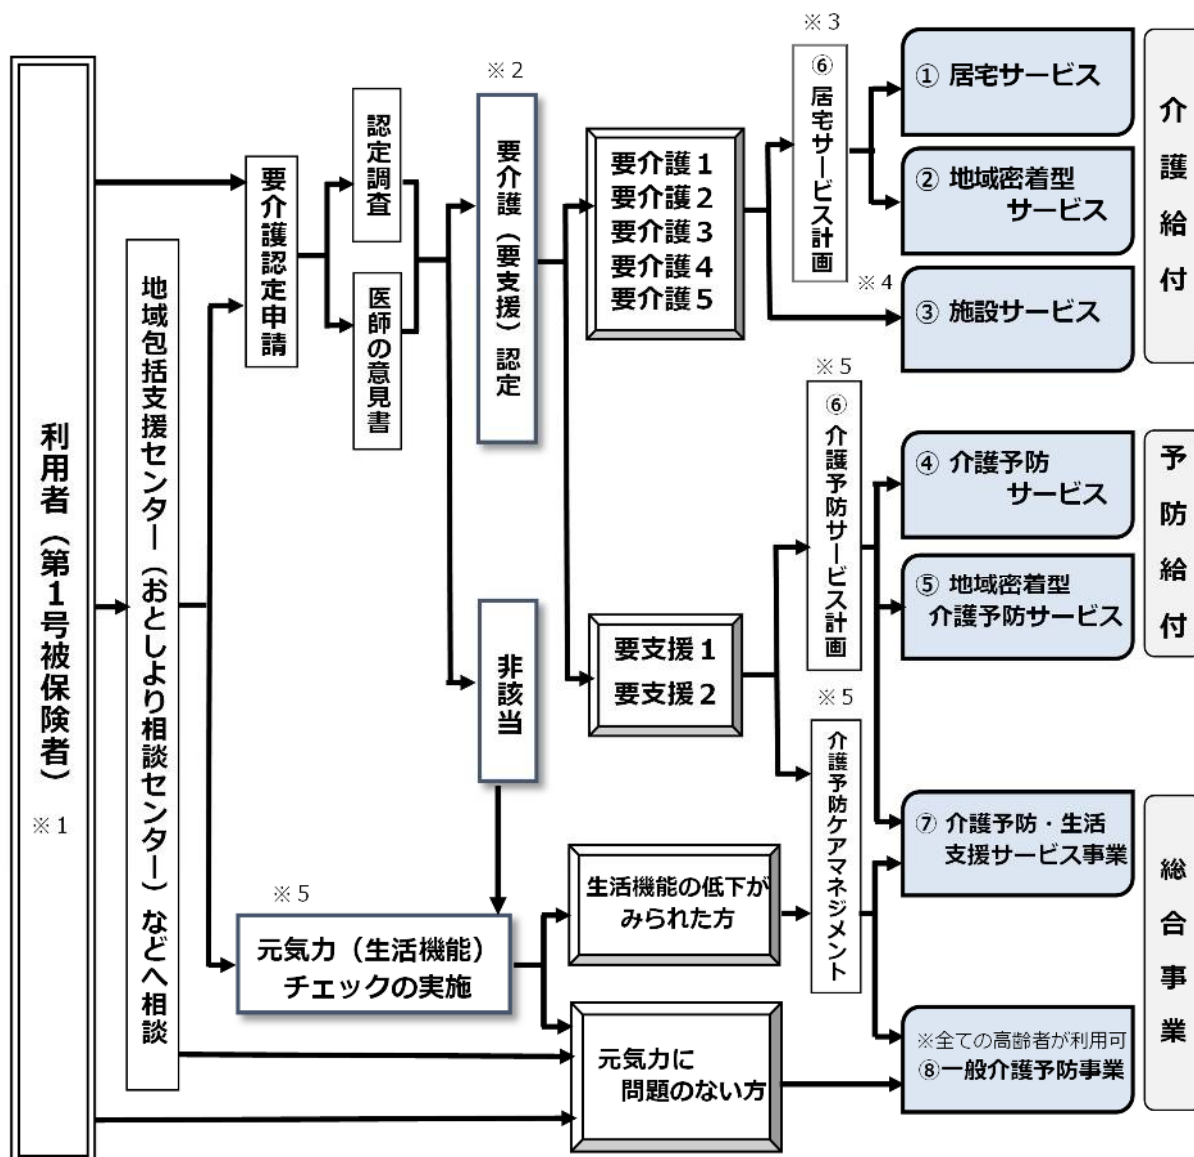 利用者（第１号被保険者）
※１
地域包括支援センター（おとしより相談センター）などへ相談
要介護認定申請
認定調査
医師の意見書
※２
要介護（要支援）認定
非該当
※５
元気力（生活機能）
チェックの実施
要介護１
要介護２
要介護３
要介護４
要介護５
要支援１
要支援２
生活機能の低下が
みられた方
元気力に
問題のない方
※３
⑥ 居宅サービス計画
※４
※５
⑥ 介護予防サービス計画
※５
介護予防ケアマネジメント
① 居宅サービス
② 地域密着型
サービス
③ 施設サービス
介護給付
④ 介護予防
サービス
⑤ 地域密着型
介護予防サービス
予防給付
⑦ 介護予防・生活
支援サービス事業
※全ての高齢者が利用可
⑧一般介護予防事業
総合事業